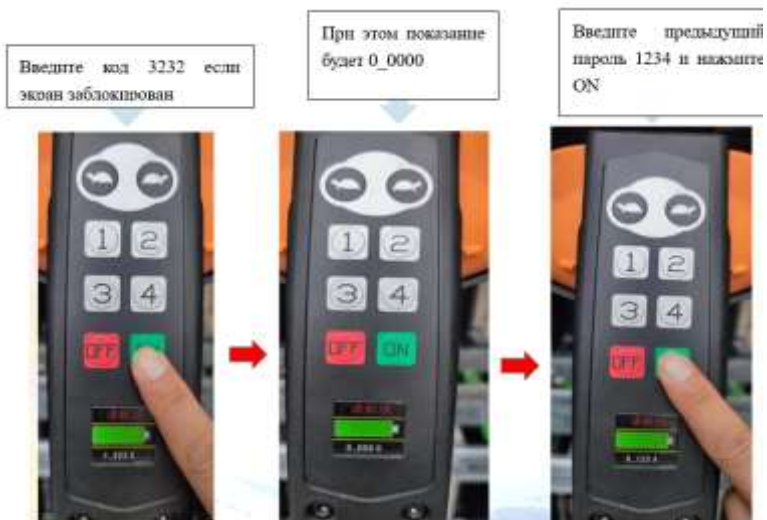 Введите код 3232 если
экран заблокирован
При этом показание
будет 0_0000
Введите предыдущий
пароль 1234 и нажмите
ON
1 2
3 4
OFF
1 2
3 4
OFF ON
1 2
3 4
OFF